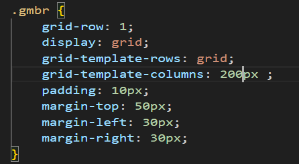 .gmbr {
grid-row: 1;
display: grid;
grid-template-rows: grid;
grid-template-columns: 200px ;
padding: 10px;
margin-top: 50px;
margin-left: 30px;
margin-right: 30px;
}